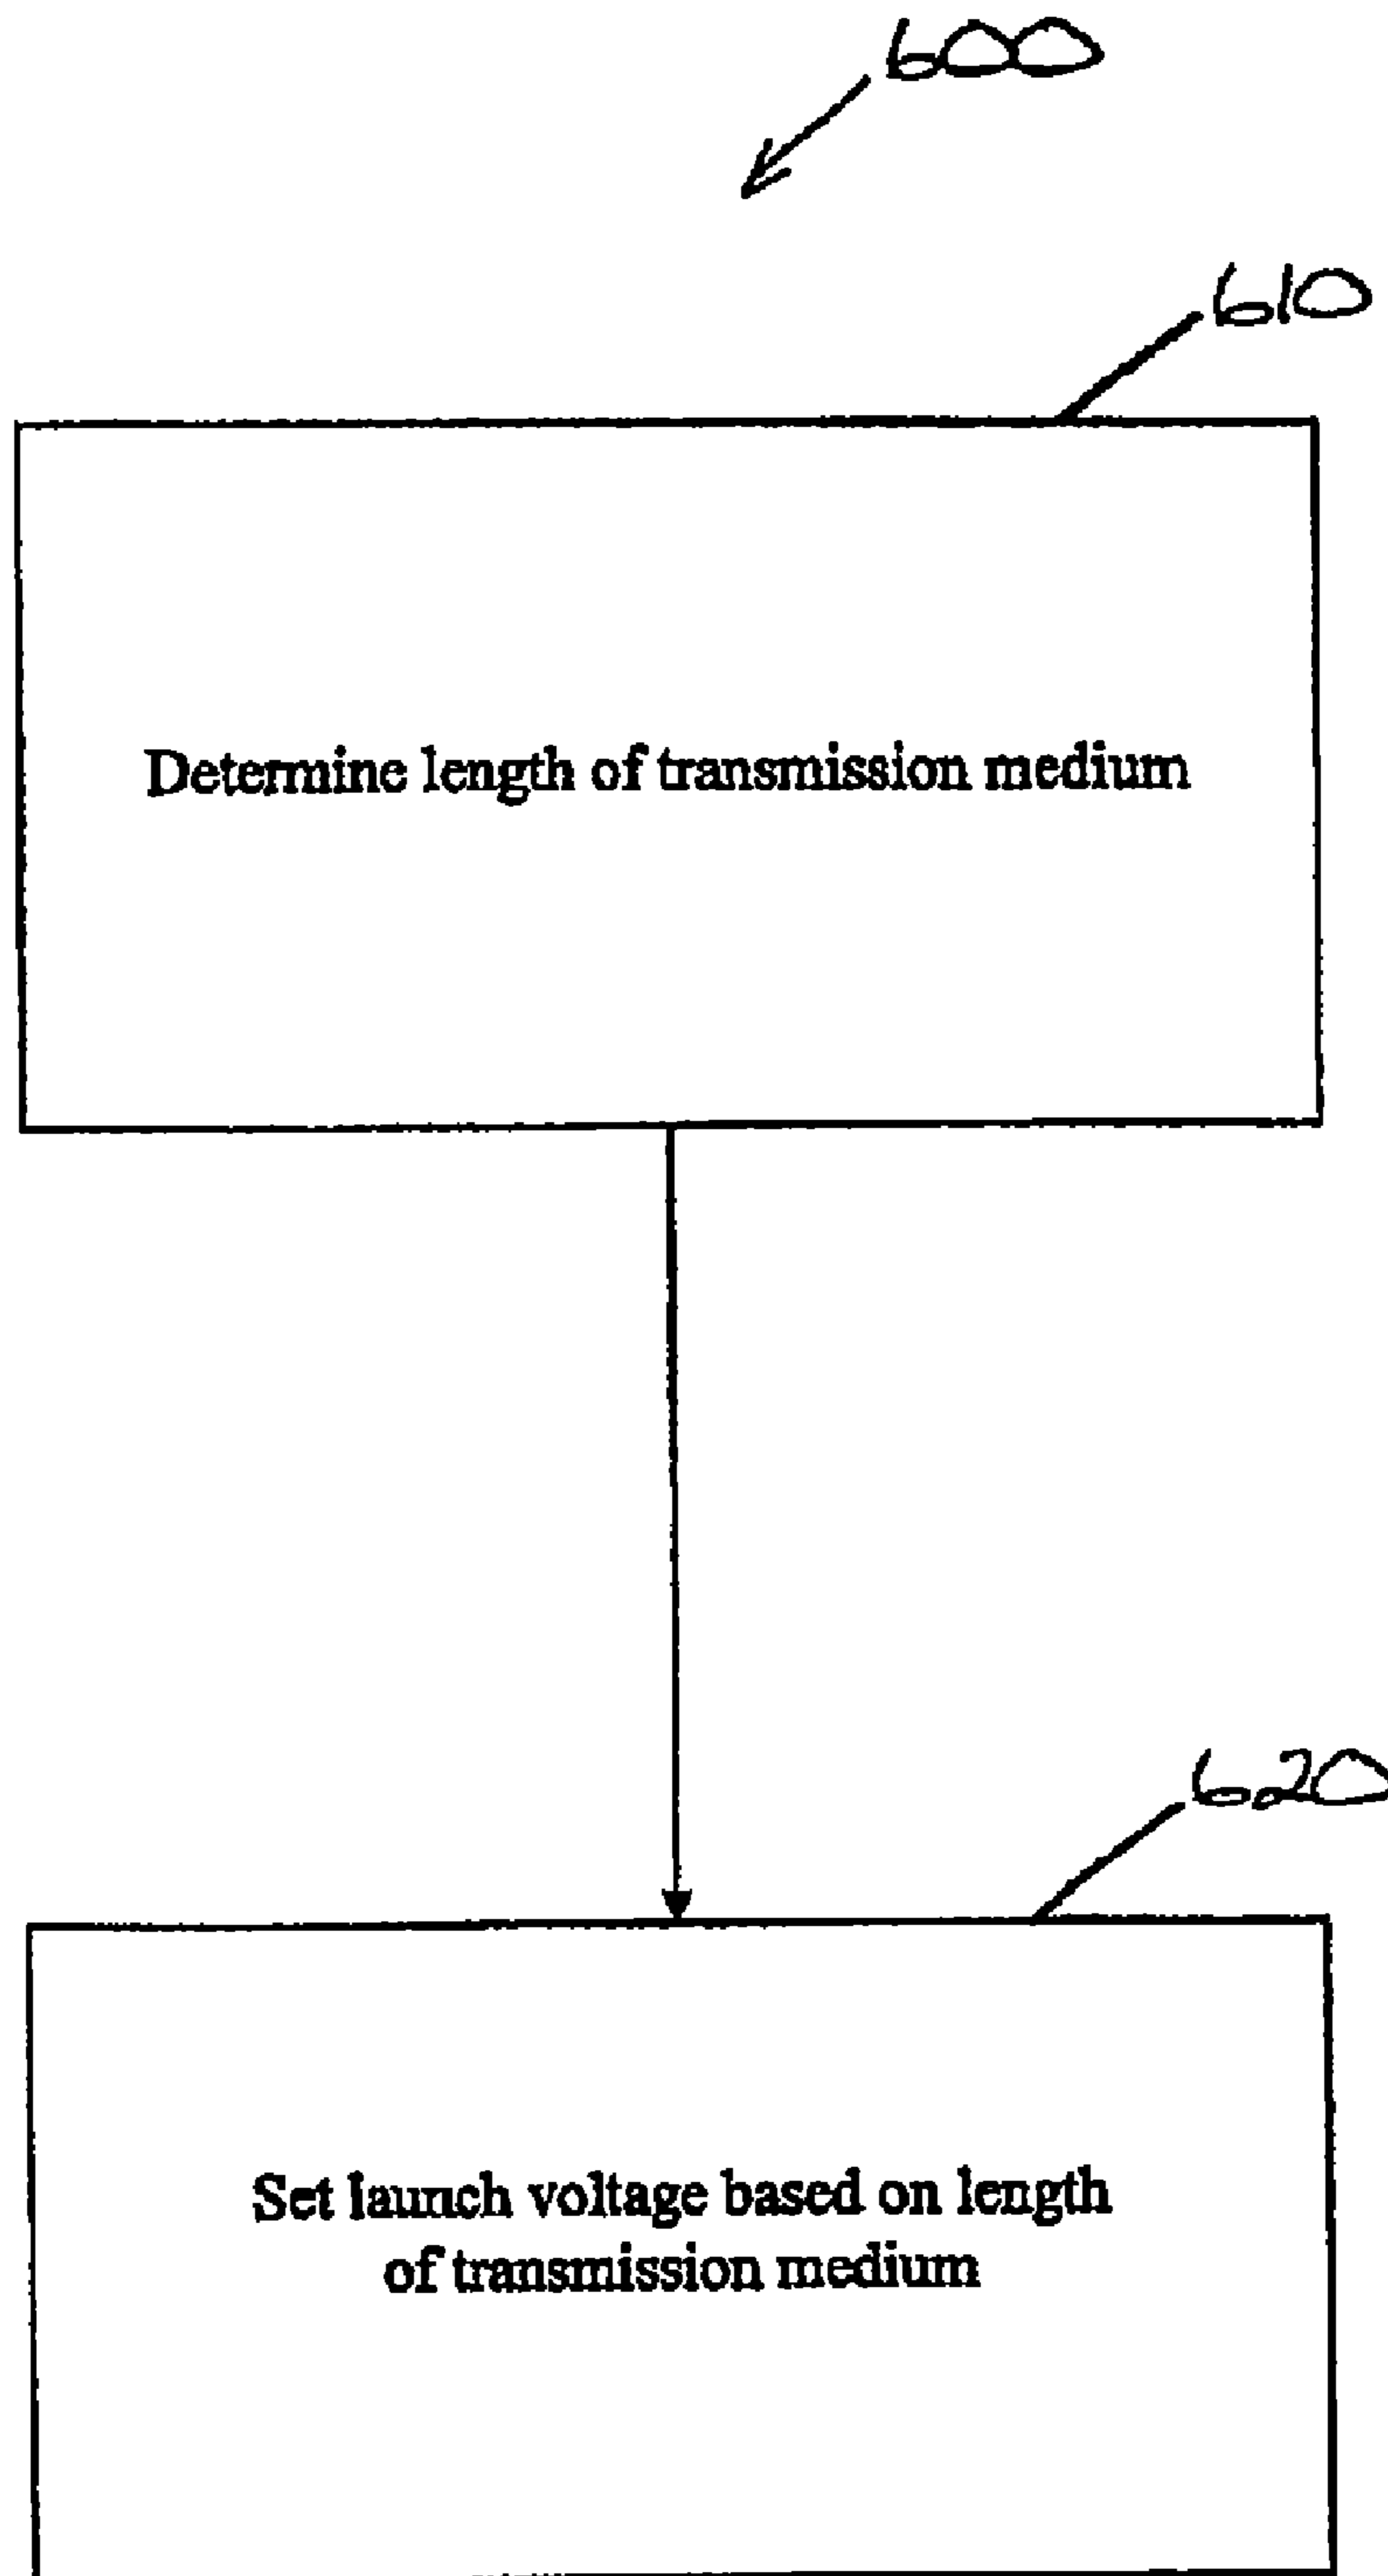 600
610
Determine length of transmission medium
620
Set launch voltage based on length
of transmission medium